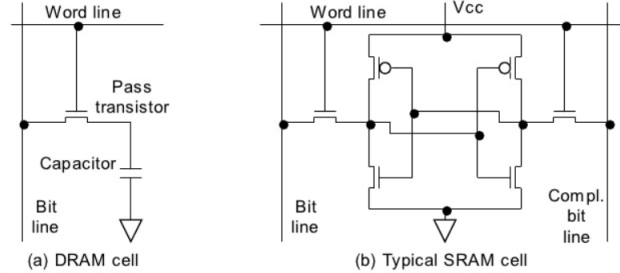 Word line
Pass
transistor
Capacitor
Bit
line
(a) DRAM cell
Word line
Vcc
Bit
line
Compl.
bit
line
(b) Typical SRAM cell